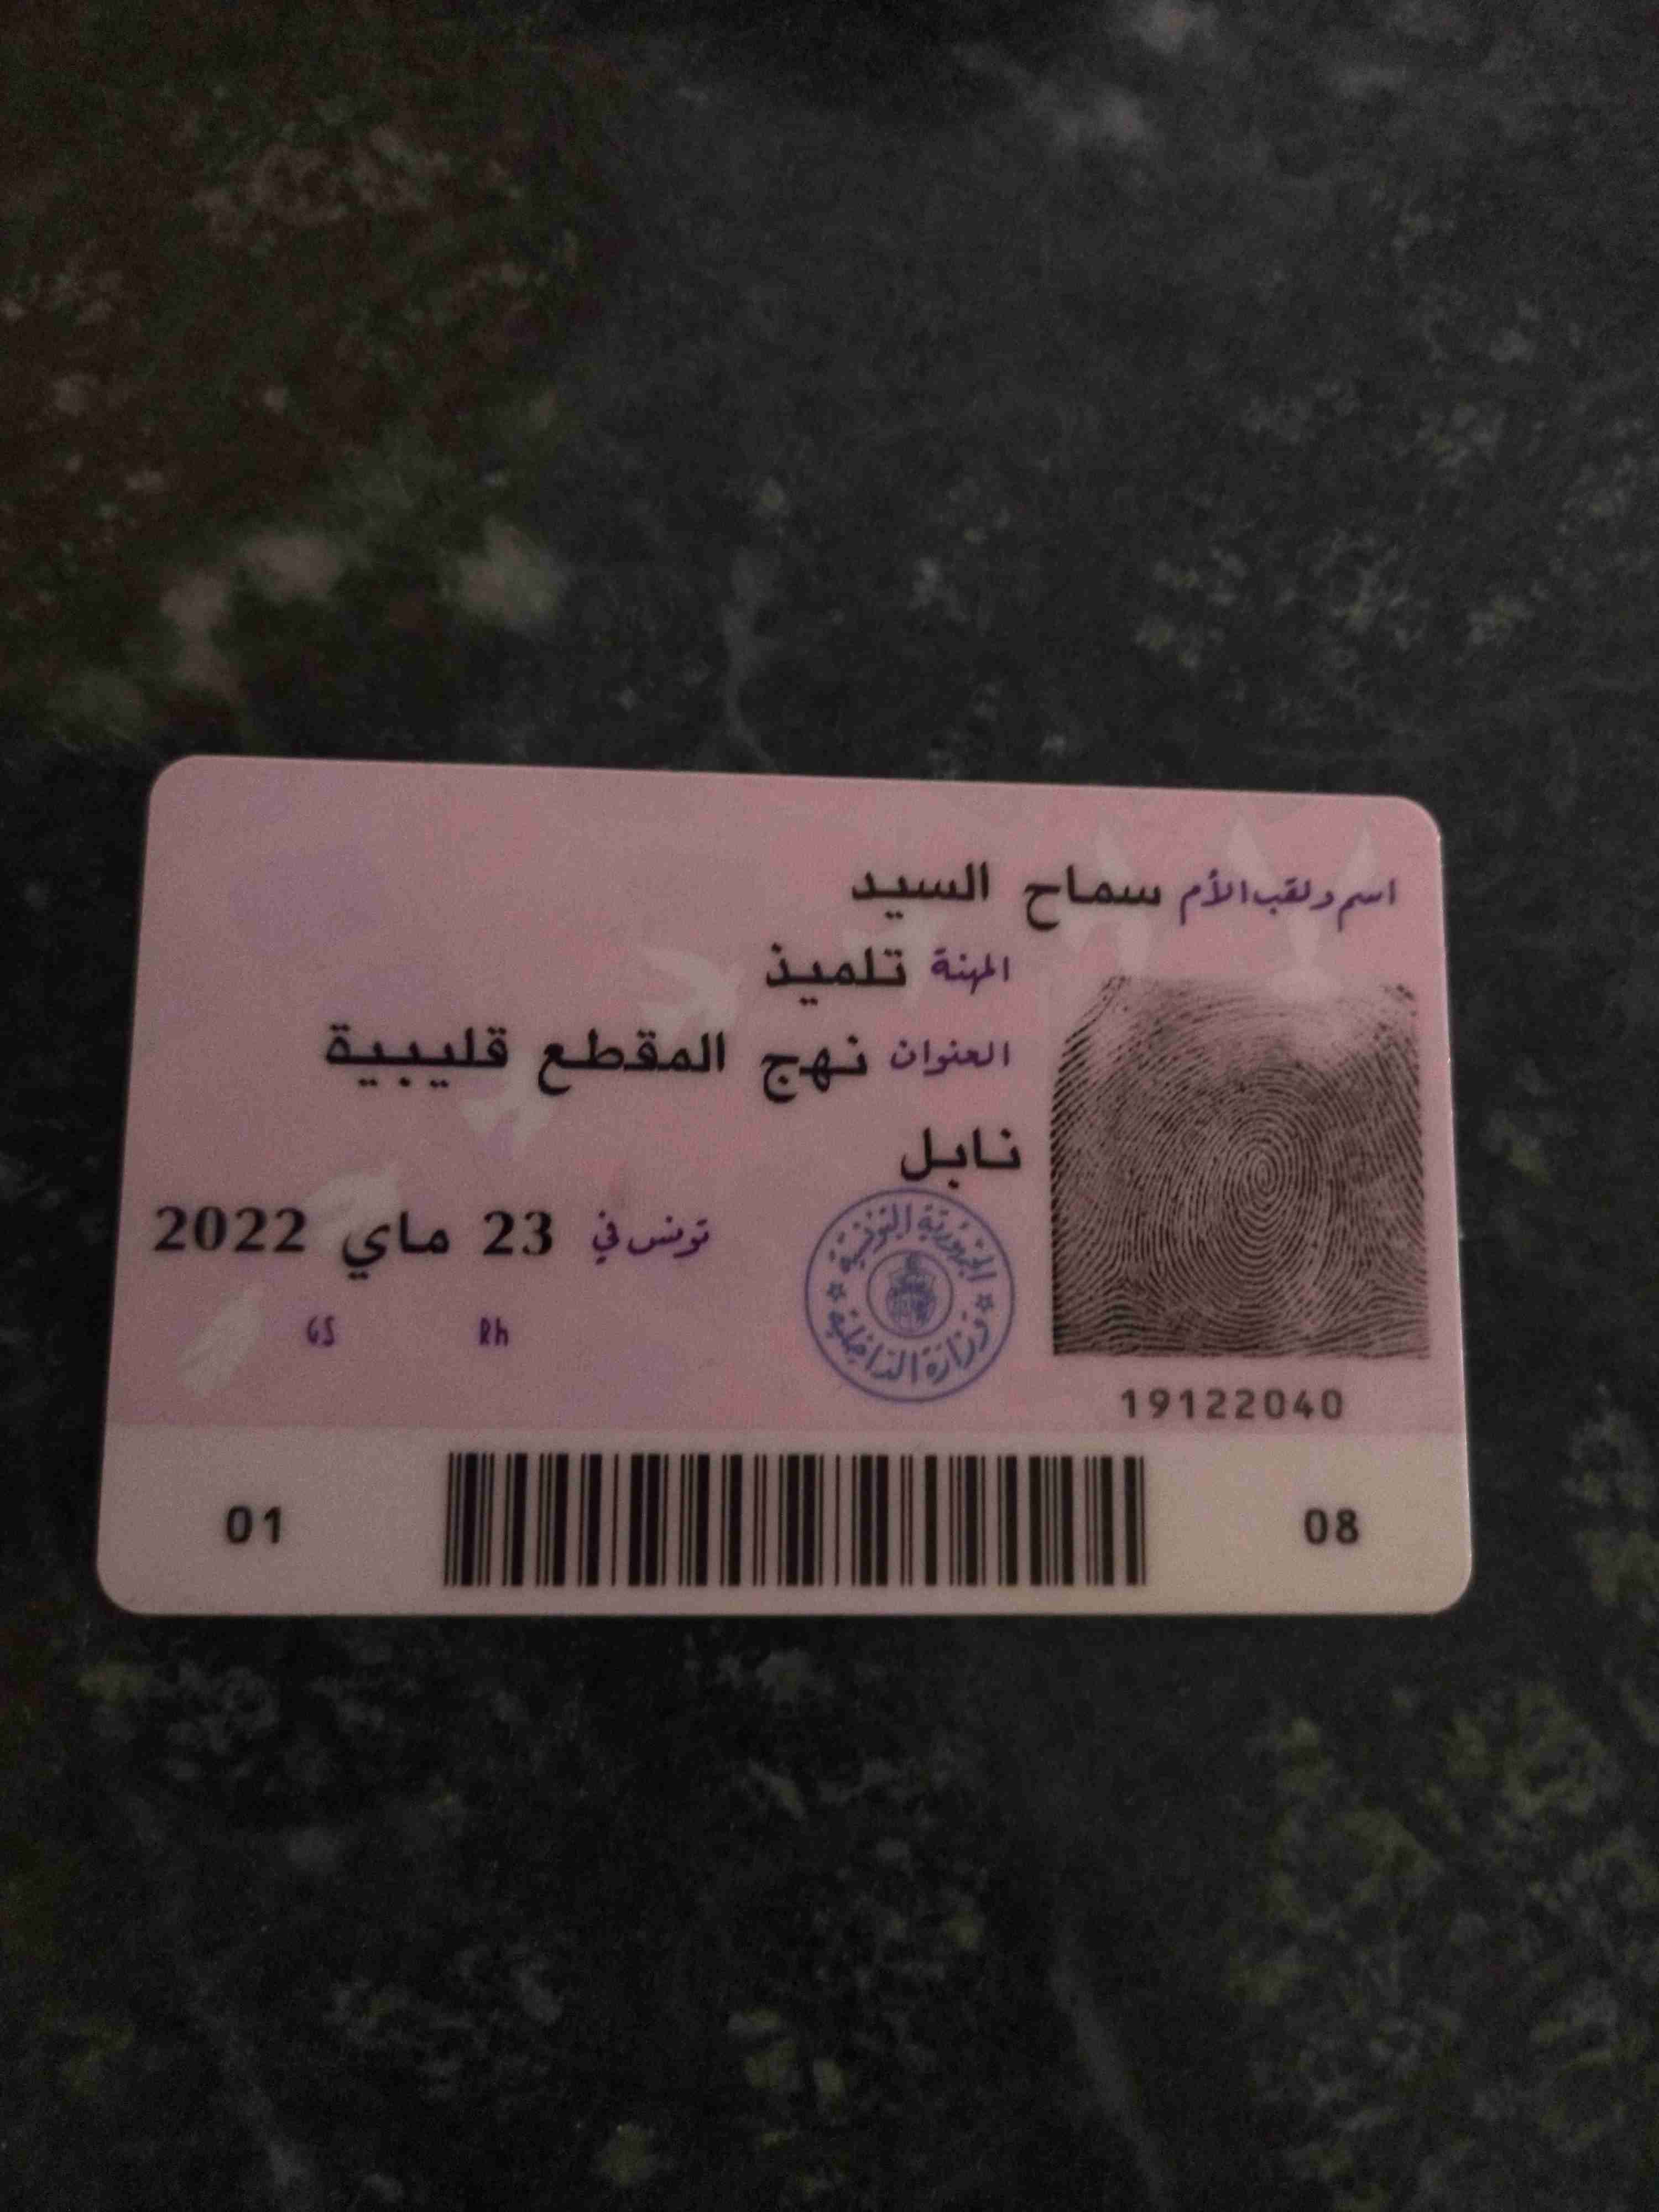 اسم ولقب الأم سماح السيد
المهنة تلميذ
العنوان نهج المقطع قليبية
نابل
تونس في 23 ماي 2022
الجمهورية التونسية
وزارة الداخلية
GS Rh
19122040
01 08